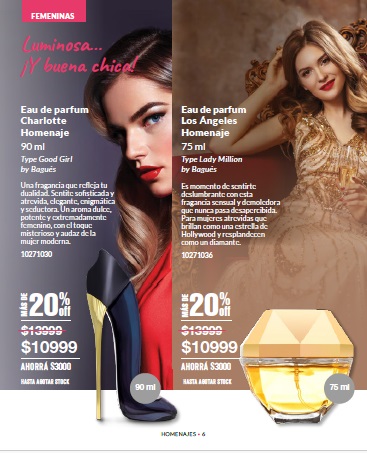 FEMENINAS
Luminosa...
¡Y buena chica!
Eau de parfum
Charlotte
Homenaje
90 ml
Type Good Girl
by Bagués
Una fragancia que refleja tu
dualidad. Sentite sofisticada y
atrevida, elegante, enigmática
y seductora. Un aroma dulce,
potente y extremadamente
femenino, con el toque
misterioso y audaz de la
mujer moderna.
10271030
MÁS DE
20%
off
$13999
$10999
AHORRÁ $3000
HASTA AGOTAR STOCK
90 ml
Eau de parfum
Los Ángeles
Homenaje
75 ml
Type Lady Million
by Bagués
Es momento de sentirte
deslumbrante con esta
fragancia sensual y demoledora
que nunca pasa desapercibida.
Para mujeres atrevidas que
brillan como una estrella de
Hollywood y resplandecen
como un diamante.
10271036
MÁS DE
20%
off
$13999
$10999
AHORRÁ $3000
HASTA AGOTAR STOCK
75 ml
HOMENAJES • 6